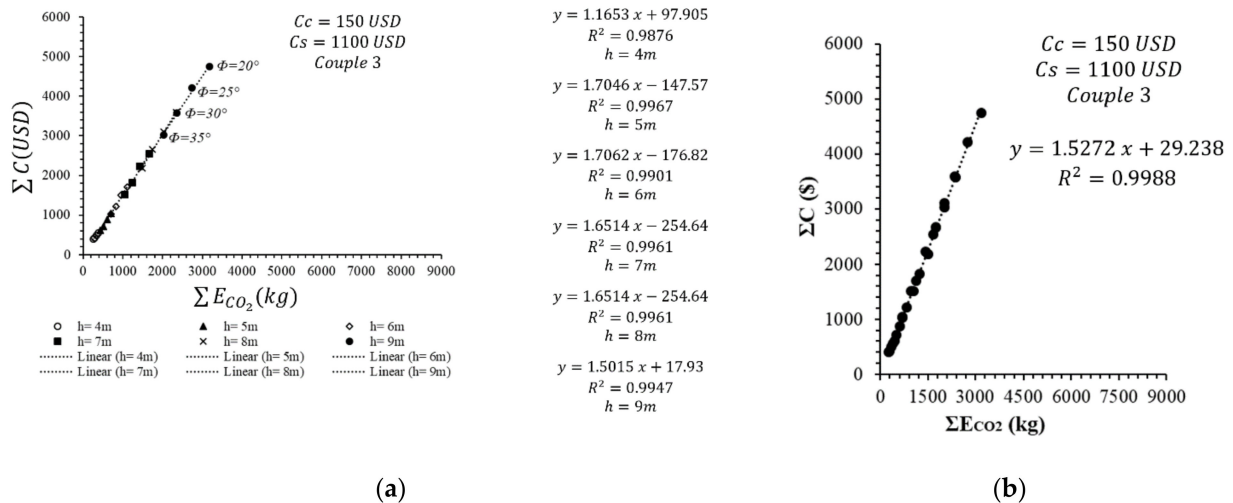 6000
5000
4000
3000
2000
1000
0
∑ C(USD)
Cc = 150 USD
Cs = 1100 USD
Couple 3
Φ=20°
Φ=25°
Φ=30°
Φ=35°
0 1000 2000 3000 4000 5000 6000 7000 8000 9000
∑ E_{CO_2}(kg)
h= 4m h= 5m h= 6m
h= 7m h= 8m h= 9m
Linear (h= 4m) Linear (h= 5m) Linear (h= 6m)
Linear (h= 7m) Linear (h= 8m) Linear (h= 9m)
y = 1.1653 x + 97.905
R² = 0.9876
h = 4m
y = 1.7046 x − 147.57
R² = 0.9967
h = 5m
y = 1.7062 x − 176.82
R² = 0.9901
h = 6m
y = 1.6514 x − 254.64
R² = 0.9961
h = 7m
y = 1.6514 x − 254.64
R² = 0.9961
h = 8m
y = 1.5015 x + 17.93
R² = 0.9947
h = 9m
(a)
6000
5000
4000
3000
2000
1000
0
ΣC ($)
Cc = 150 USD
Cs = 1100 USD
Couple 3
y = 1.5272 x + 29.238
R² = 0.9988
0 1500 3000 4500 6000 7500 9000
ΣEco2 (kg)
(b)